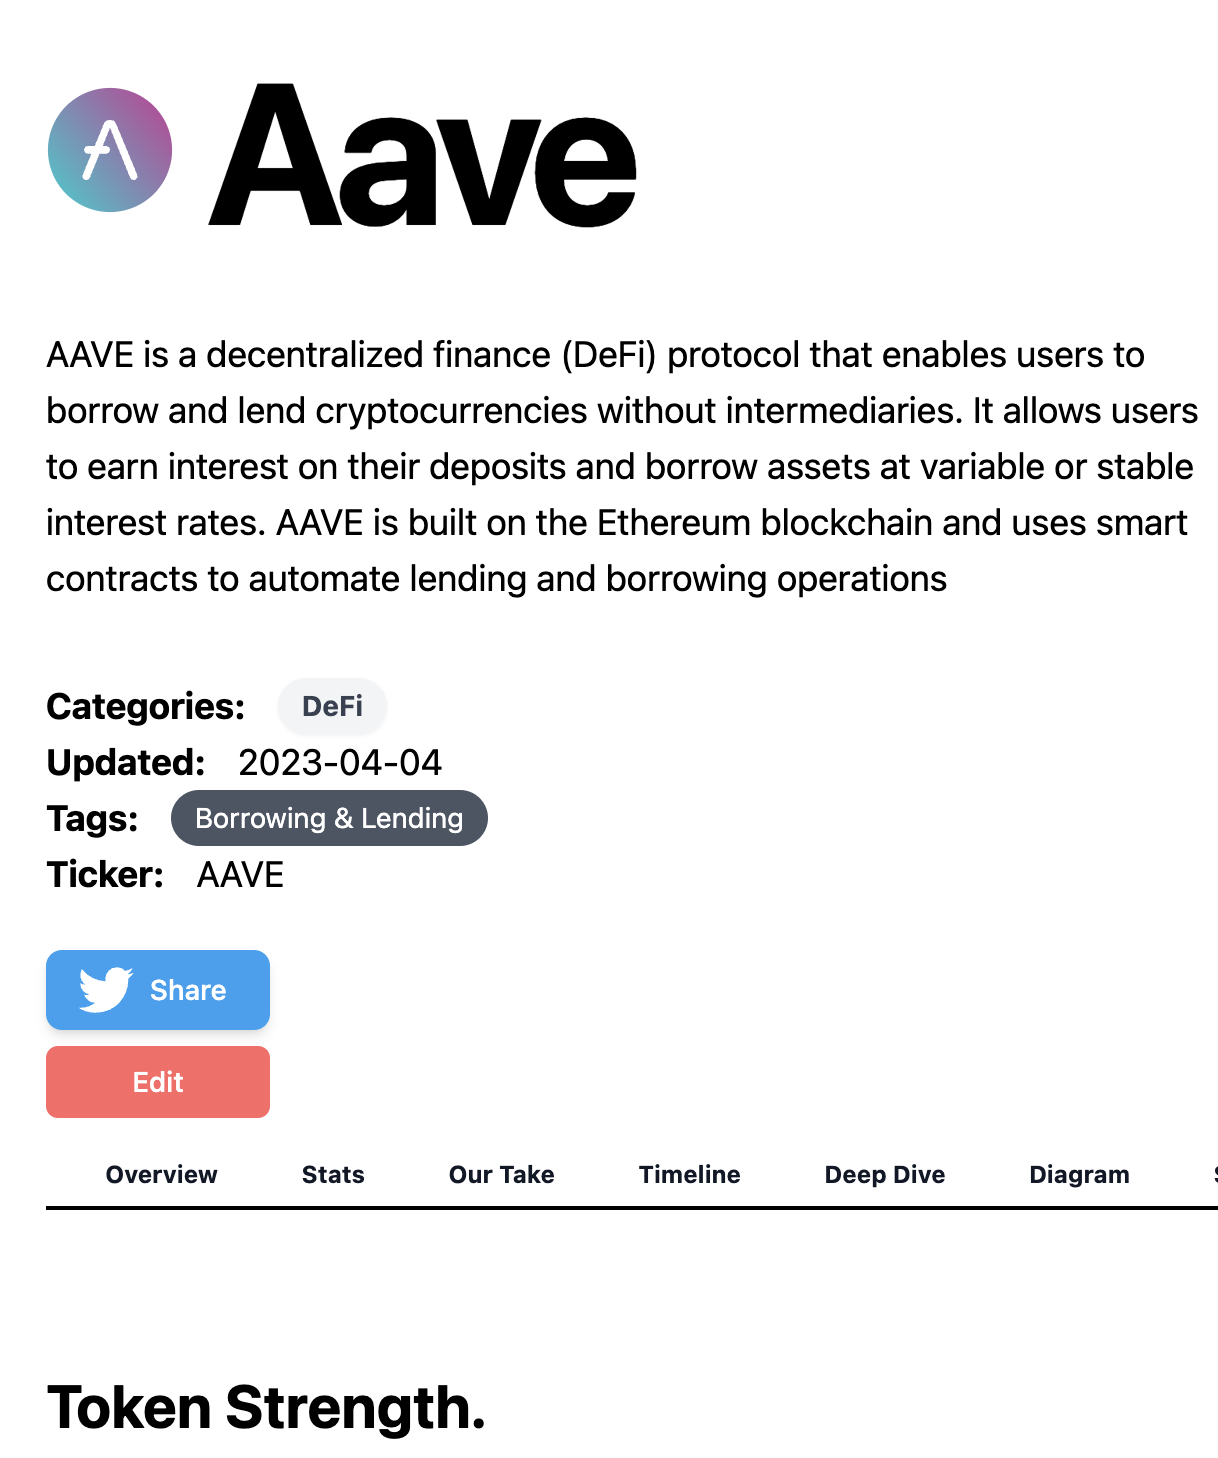 Aave
AAVE is a decentralized finance (DeFi) protocol that enables users to
borrow and lend cryptocurrencies without intermediaries. It allows users
to earn interest on their deposits and borrow assets at variable or stable
interest rates. AAVE is built on the Ethereum blockchain and uses smart
contracts to automate lending and borrowing operations
Categories: DeFi
Updated: 2023-04-04
Tags: Borrowing & Lending
Ticker: AAVE
Share
Edit
Overview Stats Our Take Timeline Deep Dive Diagram
Token Strength.